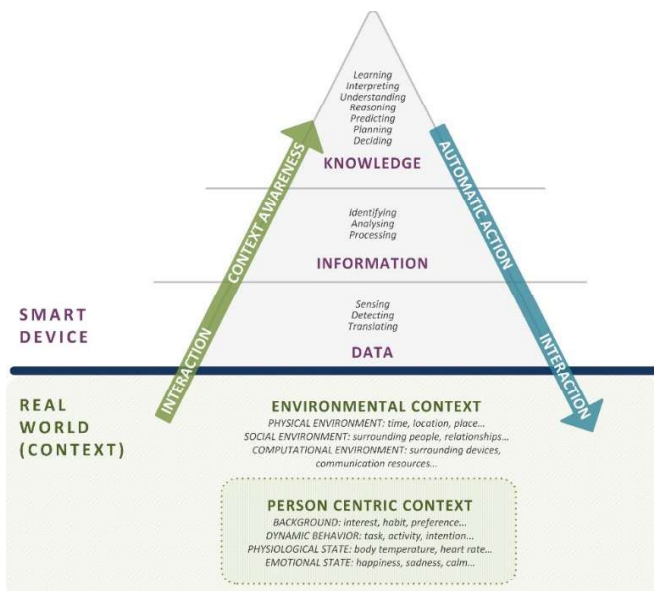 Learning
Interpreting
Understanding
Reasoning
Predicting
Planning
Deciding
KNOWLEDGE
CONTEXT AWARENESS
AUTOMATIC ACTION
Identifying
Analysing
Processing
INFORMATION
SMART
DEVICE
Sensing
Detecting
Translating
DATA
INTERACTION
INTERACTION
REAL
WORLD
(CONTEXT)
ENVIRONMENTAL CONTEXT
PHYSICAL ENVIRONMENT: time, location, place...
SOCIAL ENVIRONMENT: surrounding people, relationships...
COMPUTATIONAL ENVIRONMENT: surrounding devices,
communication resources...
PERSON CENTRIC CONTEXT
BACKGROUND: interest, habit, preference...
DYNAMIC BEHAVIOR: task, activity, intention...
PHYSIOLOGICAL STATE: body temperature, heart rate...
EMOTIONAL STATE: happiness, sadness, calm...